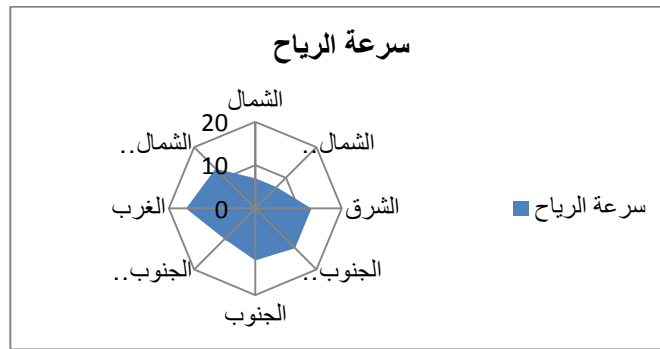 سرعة الرياح
الشمال
الشمال..
الشرق
الجنوب..
الجنوب
الجنوب..
الغرب
الشمال..
20
10
0
سرعة الرياح